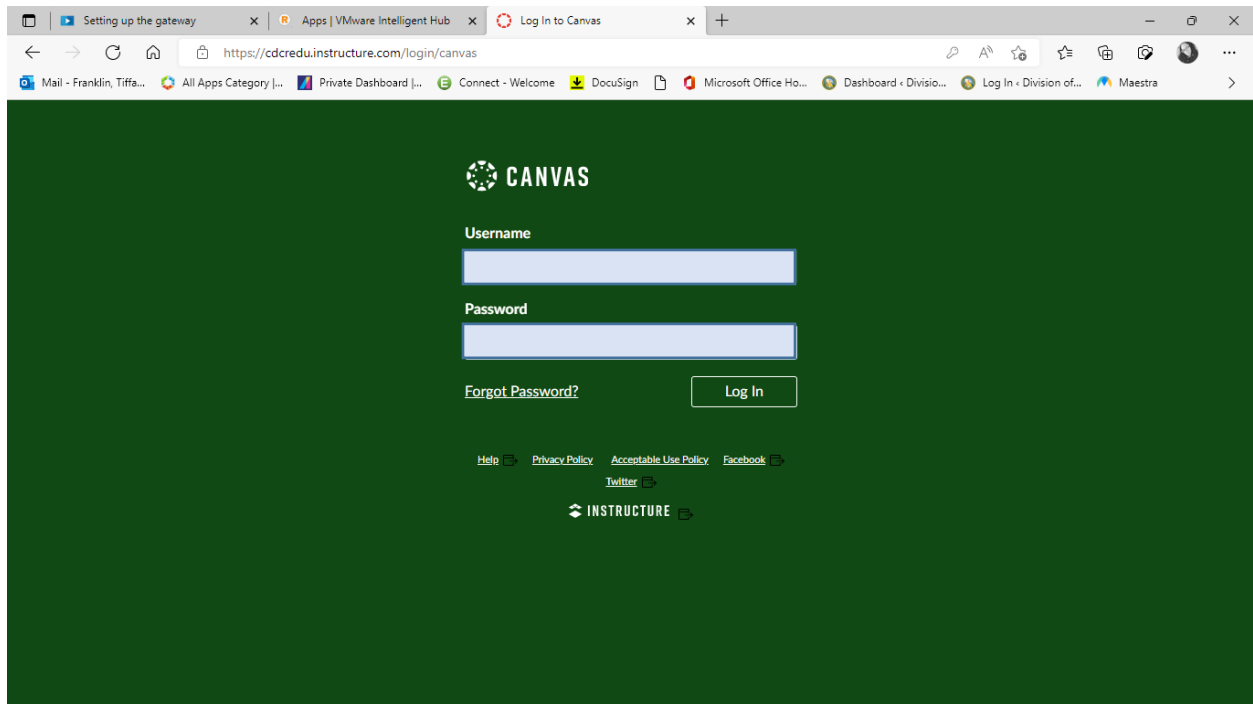 Setting up the gateway Apps | VMware Intelligent Hub Log In to Canvas
https://cdcredu.instructure.com/login/canvas
Mail - Franklin, Tiffa... All Apps Category |... Private Dashboard |... Connect - Welcome DocuSign Microsoft Office Ho... Dashboard ‹ Divisio... Log In ‹ Division of... Maestra
CANVAS
Username
Password
Forgot Password? Log In
Help Privacy Policy Acceptable Use Policy Facebook
Twitter
INSTRUCTURE